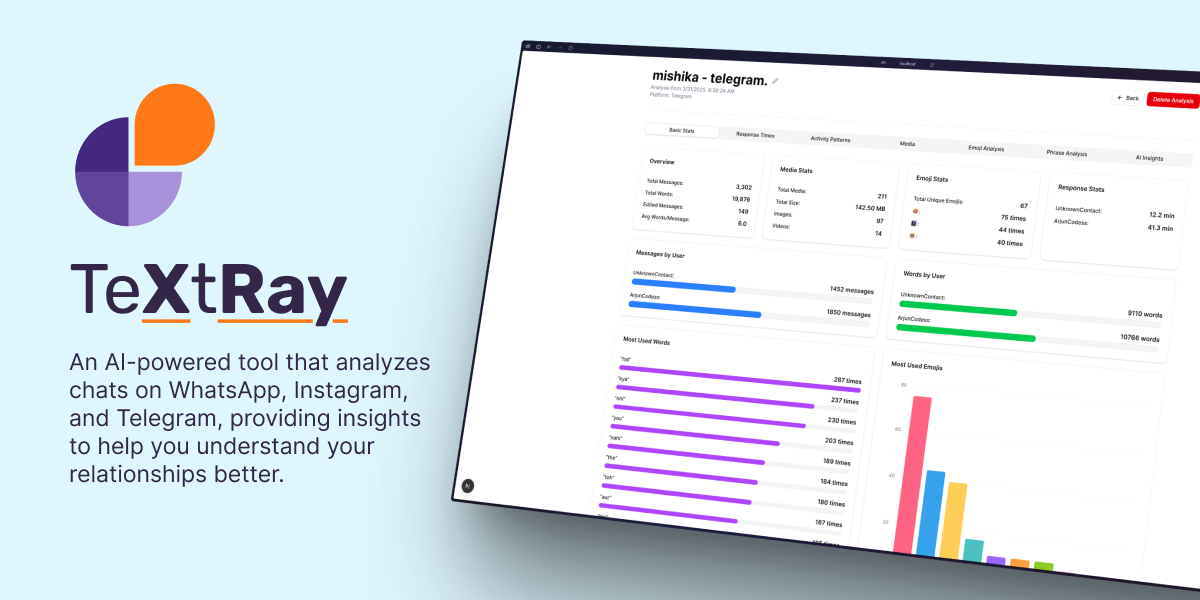 TeXtRay
An AI-powered tool that analyzes
chats on WhatsApp, Instagram,
and Telegram, providing insights
to help you understand your
relationships better.
localhost
mishika - telegram.
Analysis from 3/31/2025, 8:36:24 AM
Platform: Telegram
← Back
Delete Analysis
Basic Stats
Response Times
Activity Patterns
Media
Emoji Analysis
Phrase Analysis
AI Insights
Overview
Total Messages: 3,302
Total Words: 19,876
Edited Messages: 149
Avg Words/Message: 6.0
Media Stats
Total Media: 211
Total Size: 142.50 MB
Images: 97
Videos: 14
Emoji Stats
Total Unique Emojis: 67
75 times
44 times
40 times
Response Stats
UnknownContact: 12.2 min
ArjunCodess: 41.3 min
Messages by User
UnknownContact: 1452 messages
ArjunCodess: 1850 messages
Words by User
UnknownContact: 9110 words
ArjunCodess: 10766 words
Most Used Words
"hai" 287 times
"kya" 237 times
"nhi" 230 times
"you" 203 times
"nahi" 189 times
"the" 184 times
"toh" 180 times
"aur" 167 times
Most Used Emojis
80
60
40
20
N